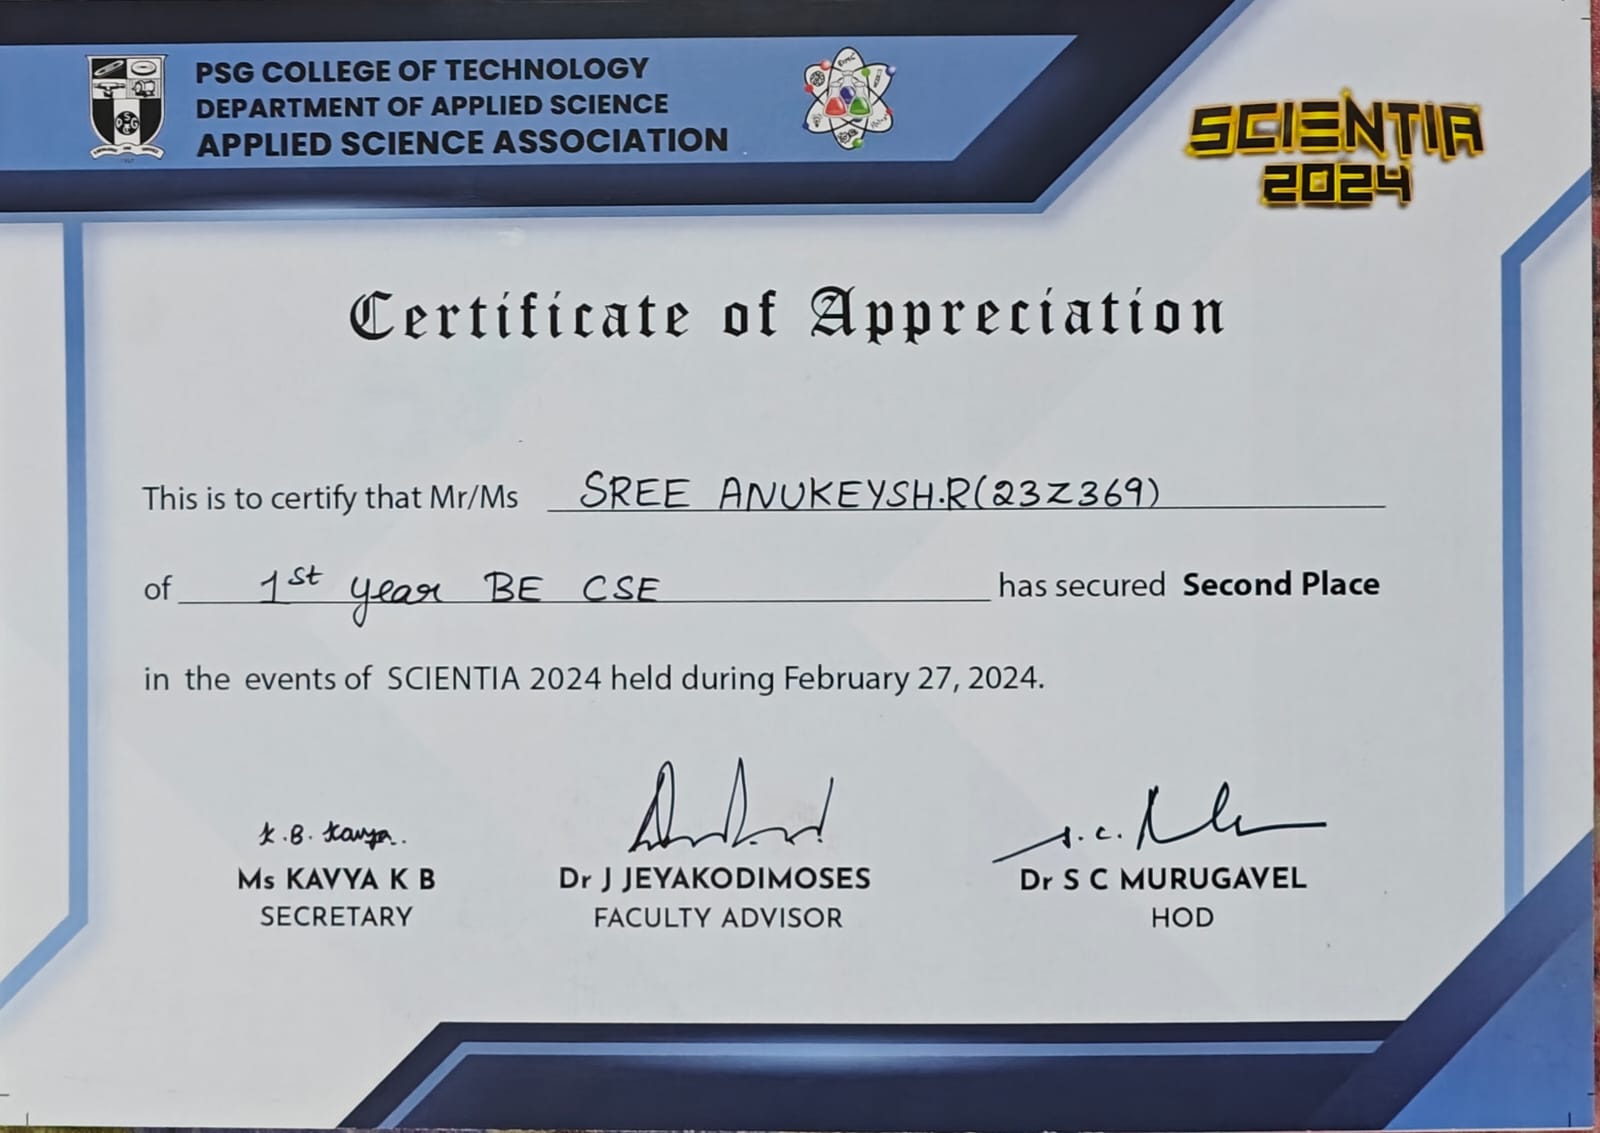 PSG COLLEGE OF TECHNOLOGY
DEPARTMENT OF APPLIED SCIENCE
APPLIED SCIENCE ASSOCIATION
SCIENTIA
2024
Certificate of Appreciation
This is to certify that Mr/Ms SREE ANUKEYSH.R(23Z369)
of 1st year BE CSE has secured Second Place
in the events of SCIENTIA 2024 held during February 27, 2024.
K.B. Kavya.
Ms KAVYA K B
SECRETARY
Dr J JEYAKODIMOSES
FACULTY ADVISOR
Dr S C MURUGAVEL
HOD